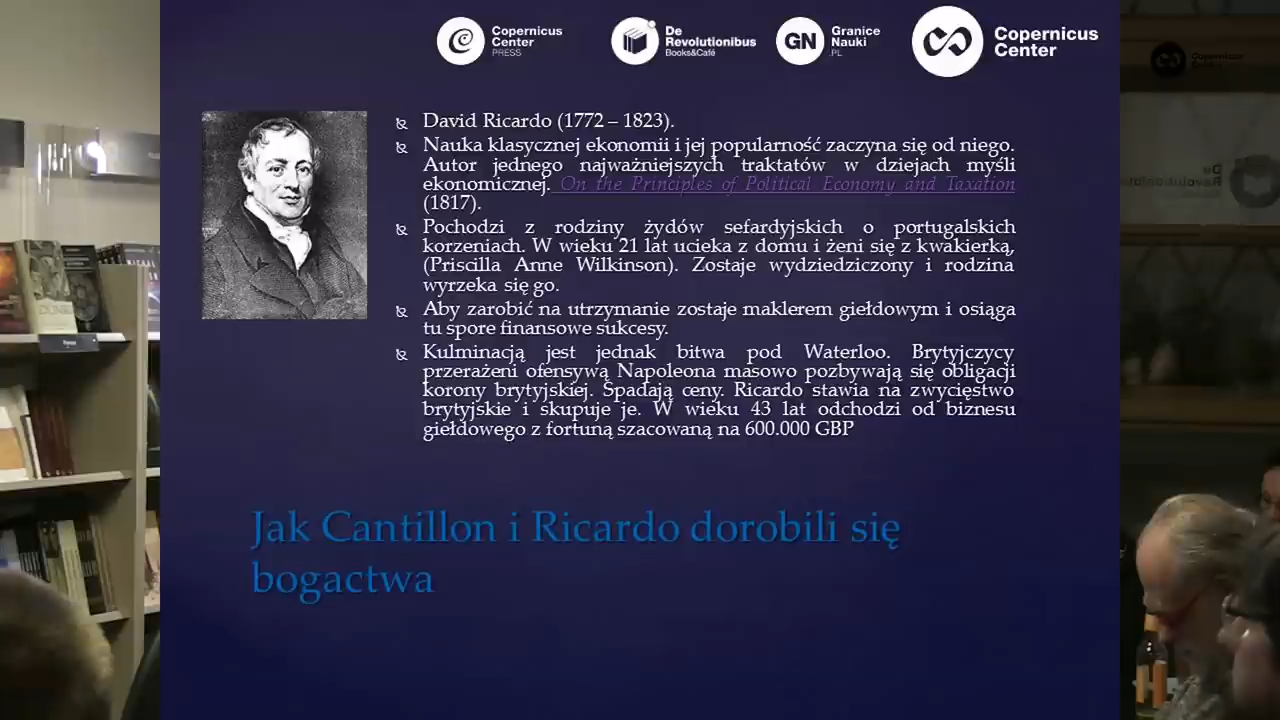 Copernicus
Center
PRESS
De
Revolutionibus
Books&Café
GN
Granice
Nauki
.PL
Copernicus
Center
David Ricardo (1772 – 1823).
Nauka klasycznej ekonomii i jej popularność zaczyna się od niego.
Autor jednego najważniejszych traktatów w dziejach myśli
ekonomicznej. On the Principles of Political Economy and Taxation
(1817).
Pochodzi z rodziny żydów sefardyjskich o portugalskich
korzeniach. W wieku 21 lat ucieka z domu i żeni się z kwakierką,
(Priscilla Anne Wilkinson). Zostaje wydziedziczony i rodzina
wyrzeka się go.
Aby zarobić na utrzymanie zostaje maklerem giełdowym i osiąga
tu spore finansowe sukcesy.
Kulminacją jest jednak bitwa pod Waterloo. Brytyjczycy
przerażeni ofensywą Napoleona masowo pozbywają się obligacji
korony brytyjskiej. Spadają ceny. Ricardo stawia na zwycięstwo
brytyjskie i skupuje je. W wieku 43 lat odchodzi od biznesu
giełdowego z fortuną szacowaną na 600.000 GBP
Jak Cantillon i Ricardo dorobili się
bogactwa